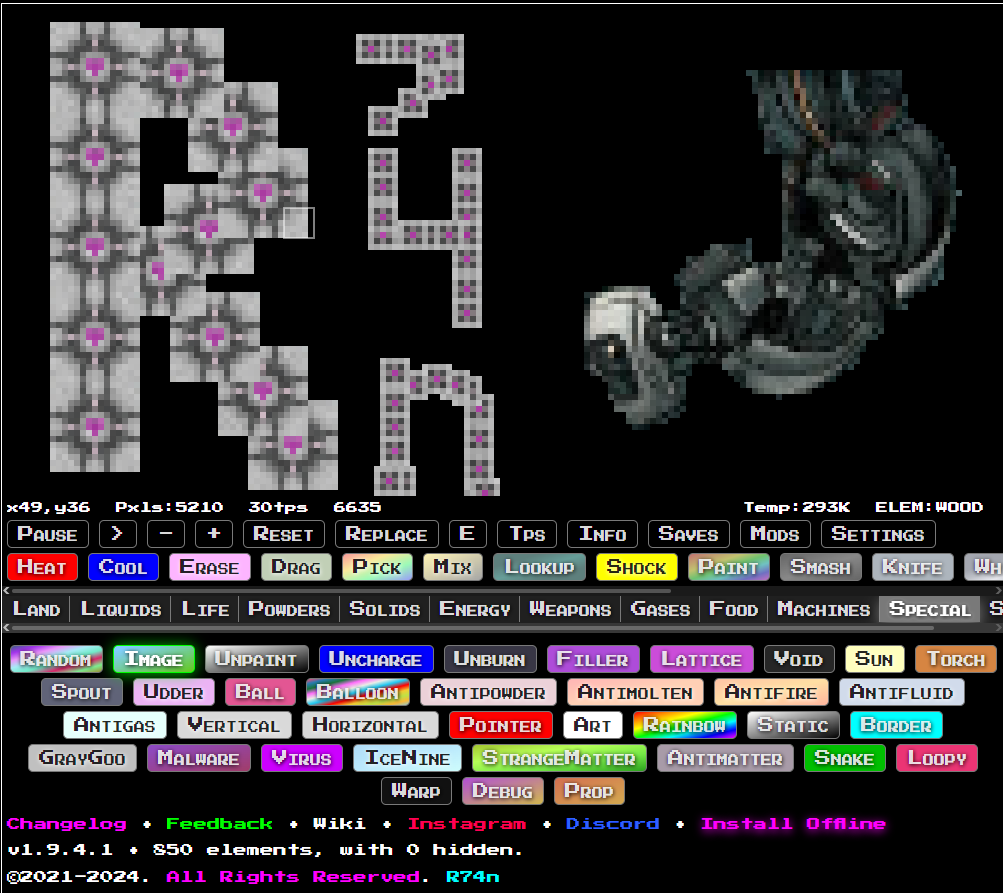 R74n
x49,y36 Pxls:5210 30tps 6635 Temp:293K ELEM:WOOD
Pause > − + Reset Replace E Tps Info Saves Mods Settings
Heat Cool Erase Drag Pick Mix Lookup Shock Paint Smash Knife Wh
Land Liquids Life Powders Solids Energy Weapons Gases Food Machines Special S
Random Image Unpaint Uncharge Unburn Filler Lattice Void Sun Torch
Spout Udder Ball Balloon Antipowder Antimolten Antifire Antifluid
Antigas Vertical Horizontal Pointer Art Rainbow Static Border
GrayGoo Malware Virus IceNine StrangeMatter Antimatter Snake Loopy
Warp Debug Prop
Changelog • Feedback • Wiki • Instagram • Discord • Install Offline
v1.9.4.1 • 850 elements, with 0 hidden.
©2021-2024. All Rights Reserved. R74n